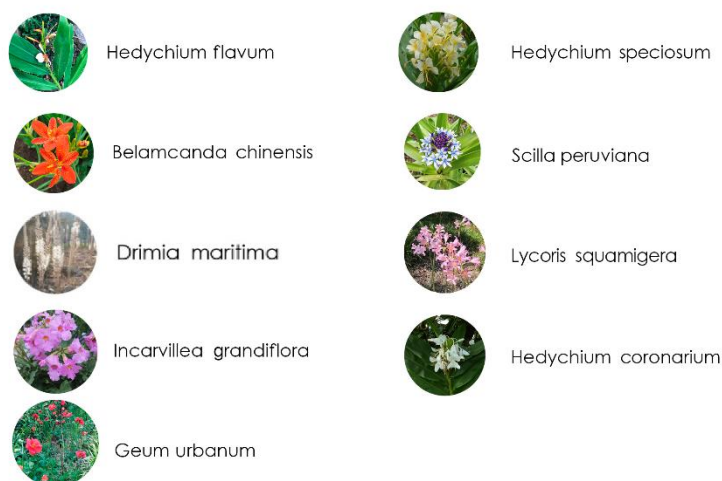 Hedychium flavum
Belamcanda chinensis
Drimia maritima
Incarvillea grandiflora
Geum urbanum
Hedychium speciosum
Scilla peruviana
Lycoris squamigera
Hedychium coronarium